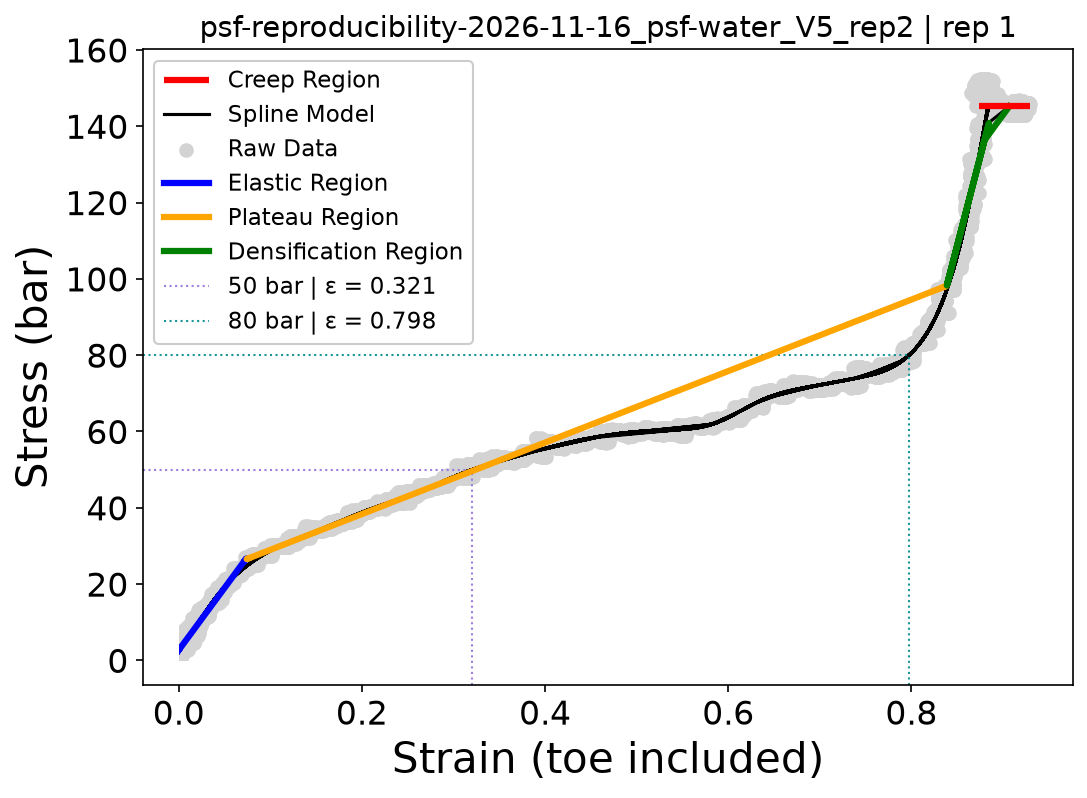 psf-reproducibility-2026-11-16_psf-water_V5_rep2 | rep 1
Creep Region
Spline Model
Raw Data
Elastic Region
Plateau Region
Densification Region
50 bar | ε = 0.321
80 bar | ε = 0.798
Stress (bar)
160
140
120
100
80
60
40
20
0
0.0
0.2
0.4
0.6
0.8
Strain (toe included)